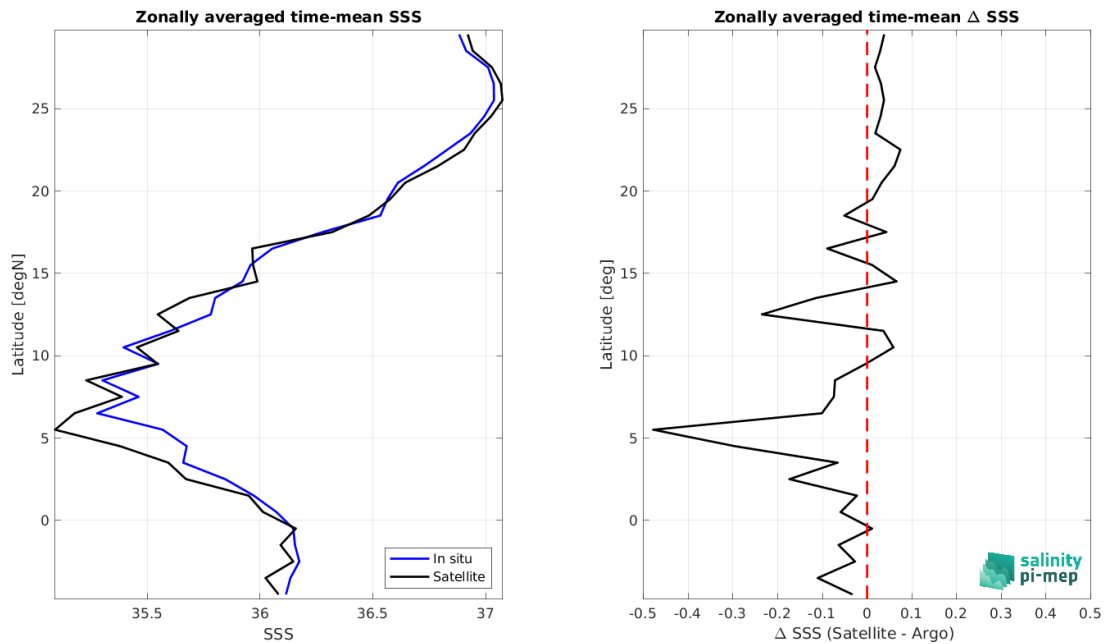 Zonally averaged time-mean SSS
Latitude [degN]
25
20
15
10
5
0
35.5
36
36.5
37
SSS
In situ
Satellite
Zonally averaged time-mean Δ SSS
Latitude [deg]
25
20
15
10
5
0
-0.5
-0.4
-0.3
-0.2
-0.1
0
0.1
0.2
0.3
0.4
0.5
Δ SSS (Satellite - Argo)
salinity
pi-mep